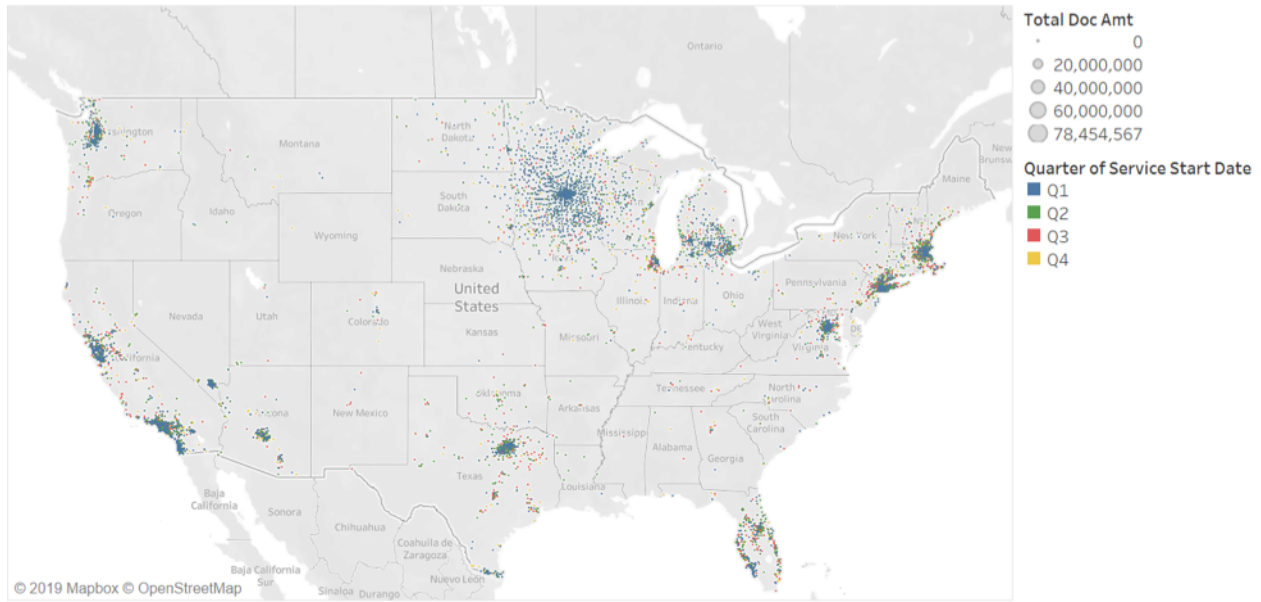 Total Doc Amt
0
20,000,000
40,000,000
60,000,000
78,454,567
Quarter of Service Start Date
Q1
Q2
Q3
Q4
Ontario
New
Brunsw
Maine
North
Dakota
Montana
South
Dakota
Oregon
Idaho
Wyoming
New York
Nebraska
United
States
Pennsylvania
Illinois
Indiana
Ohio
Nevada
Utah
Colorado
Kansas
Missouri
West
Virginia
Virginia
DE
California
Kentucky
Oklahoma
Tennessee
North
Carolina
Arizona
New Mexico
Arkansas
South
Carolina
Mississippi
Alabama
Georgia
Texas
Louisiana
Baja
California
Sonora
Chihuahua
Coahuila de
Zaragoza
Baja California
Sur
Sinaloa
Durango
Nuevo León
© 2019 Mapbox © OpenStreetMap